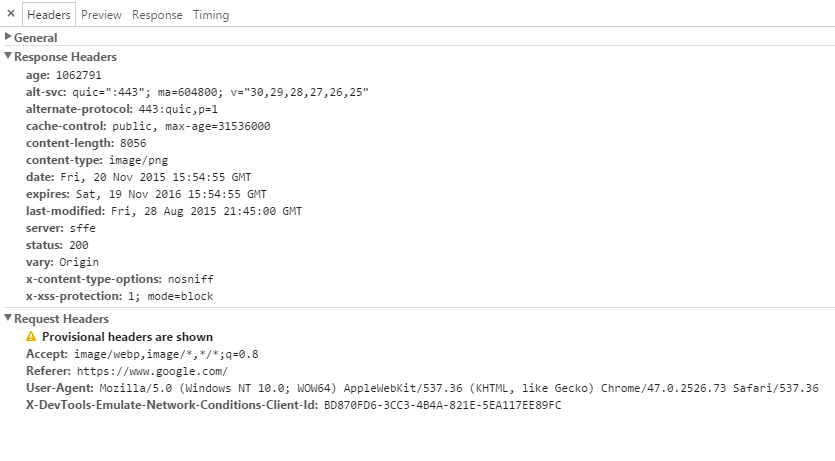 × Headers Preview Response Timing
General
Response Headers
age: 1062791
alt-svc: quic=":443"; ma=604800; v="30,29,28,27,26,25"
alternate-protocol: 443:quic,p=1
cache-control: public, max-age=31536000
content-length: 8056
content-type: image/png
date: Fri, 20 Nov 2015 15:54:55 GMT
expires: Sat, 19 Nov 2016 15:54:55 GMT
last-modified: Fri, 28 Aug 2015 21:45:00 GMT
server: sffe
status: 200
vary: Origin
x-content-type-options: nosniff
x-xss-protection: 1; mode=block
Request Headers
Provisional headers are shown
Accept: image/webp,image/*,*/*;q=0.8
Referer: https://www.google.com/
User-Agent: Mozilla/5.0 (Windows NT 10.0; WOW64) AppleWebKit/537.36 (KHTML, like Gecko) Chrome/47.0.2526.73 Safari/537.36
X-DevTools-Emulate-Network-Conditions-Client-Id: BD870FD6-3CC3-4B4A-821E-5EA117EE89FC